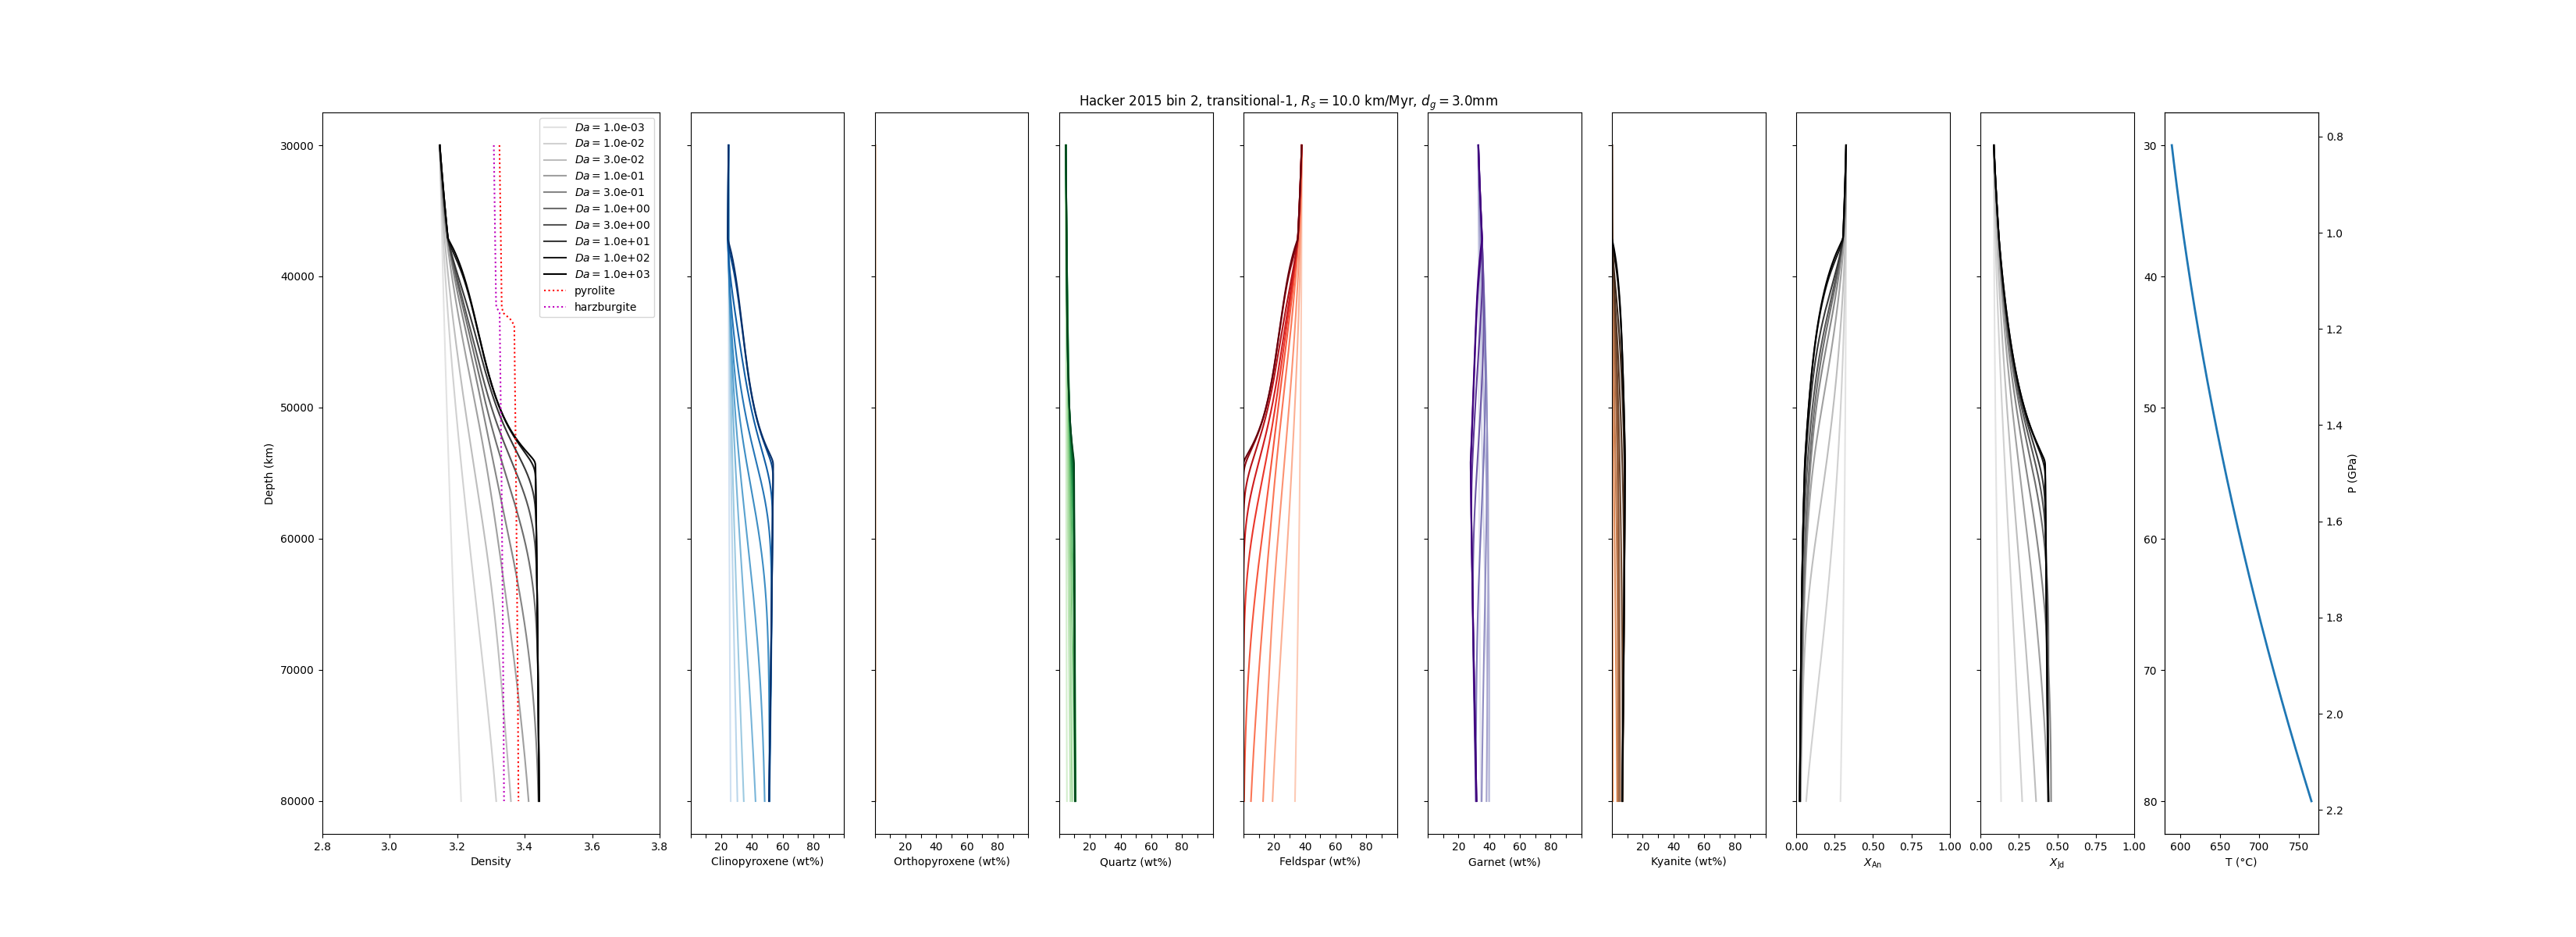 Hacker 2015 bin 2, transitional-1, Rs = 10.0 km/Myr, dg = 3.0mm
Da = 1.0e-03
Da = 1.0e-02
Da = 3.0e-02
Da = 1.0e-01
Da = 3.0e-01
Da = 1.0e+00
Da = 3.0e+00
Da = 1.0e+01
Da = 1.0e+02
Da = 1.0e+03
pyrolite
harzburgite
Depth (km)
30000
40000
50000
60000
70000
80000
2.8 3.0 3.2 3.4 3.6 3.8
Density
20 40 60 80
Clinopyroxene (wt%)
20 40 60 80
Orthopyroxene (wt%)
20 40 60 80
Quartz (wt%)
20 40 60 80
Feldspar (wt%)
20 40 60 80
Garnet (wt%)
20 40 60 80
Kyanite (wt%)
0.00 0.25 0.50 0.75 1.00
XAn
0.00 0.25 0.50 0.75 1.00
XJd
30
40
50
60
70
80
600 650 700 750
T (°C)
0.8
1.0
1.2
1.4
1.6
1.8
2.0
2.2
P (GPa)